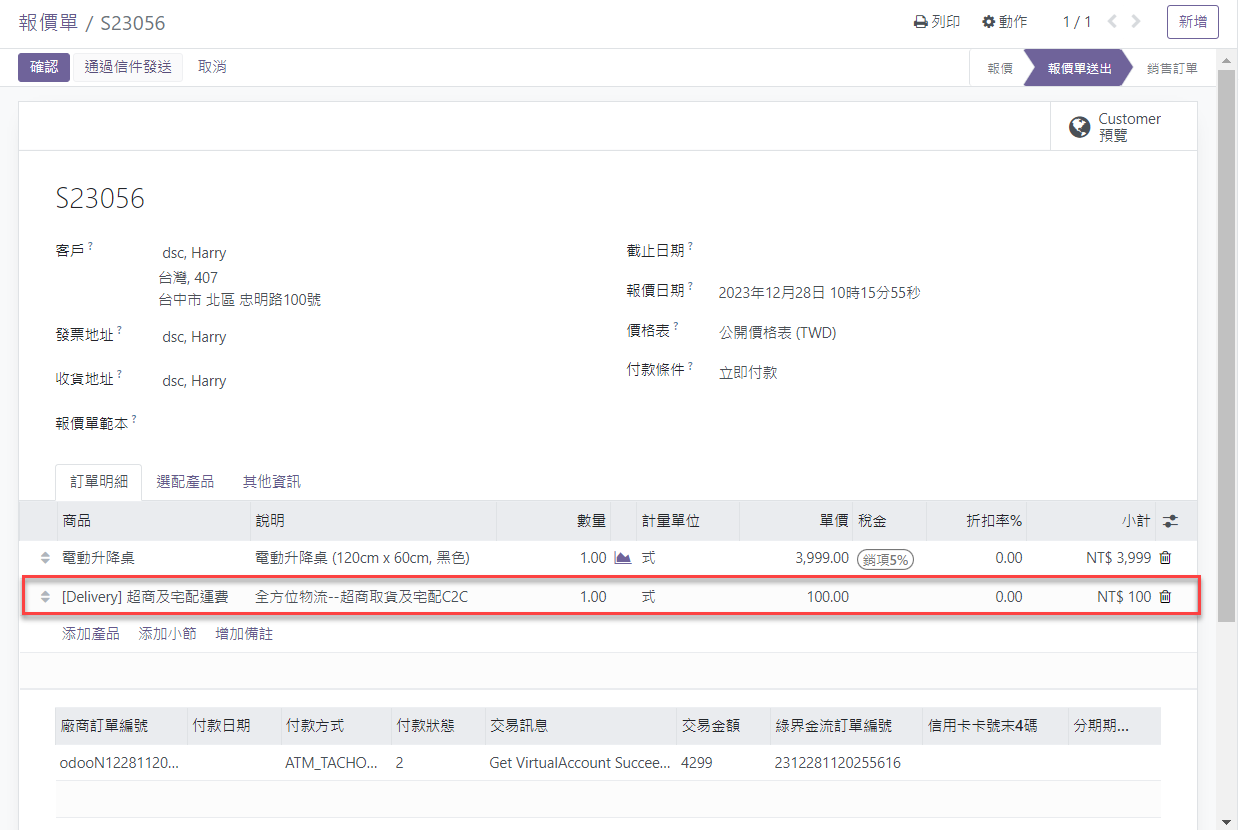 報價單 / S23056
列印 動作 1 / 1 新增
確認 通過信件發送 取消 報價 報價單送出 銷售訂單
Customer
預覽
S23056
客戶 ? dsc, Harry
台灣, 407
台中市 北區 忠明路100號
發票地址 ? dsc, Harry
收貨地址 ? dsc, Harry
報價單範本 ?
截止日期 ?
報價日期 ? 2023年12月28日 10時15分55秒
價格表 ? 公開價格表 (TWD)
付款條件 ? 立即付款
訂單明細 選配產品 其他資訊
商品 說明 數量 計量單位 單價 稅金 折扣率% 小計
電動升降桌 電動升降桌 (120cm x 60cm, 黑色) 1.00 式 3,999.00 銷項5% 0.00 NT$ 3,999
[Delivery] 超商及宅配運費 全方位物流--超商取貨及宅配C2C 1.00 式 100.00 0.00 NT$ 100
添加產品 添加小節 增加備註
廠商訂單編號 付款日期 付款方式 付款狀態 交易訊息 交易金額 綠界金流訂單編號 信用卡卡號末4碼 分期期...
odooN12281120... ATM_TACHO... 2 Get VirtualAccount Succee... 4299 2312281120255616